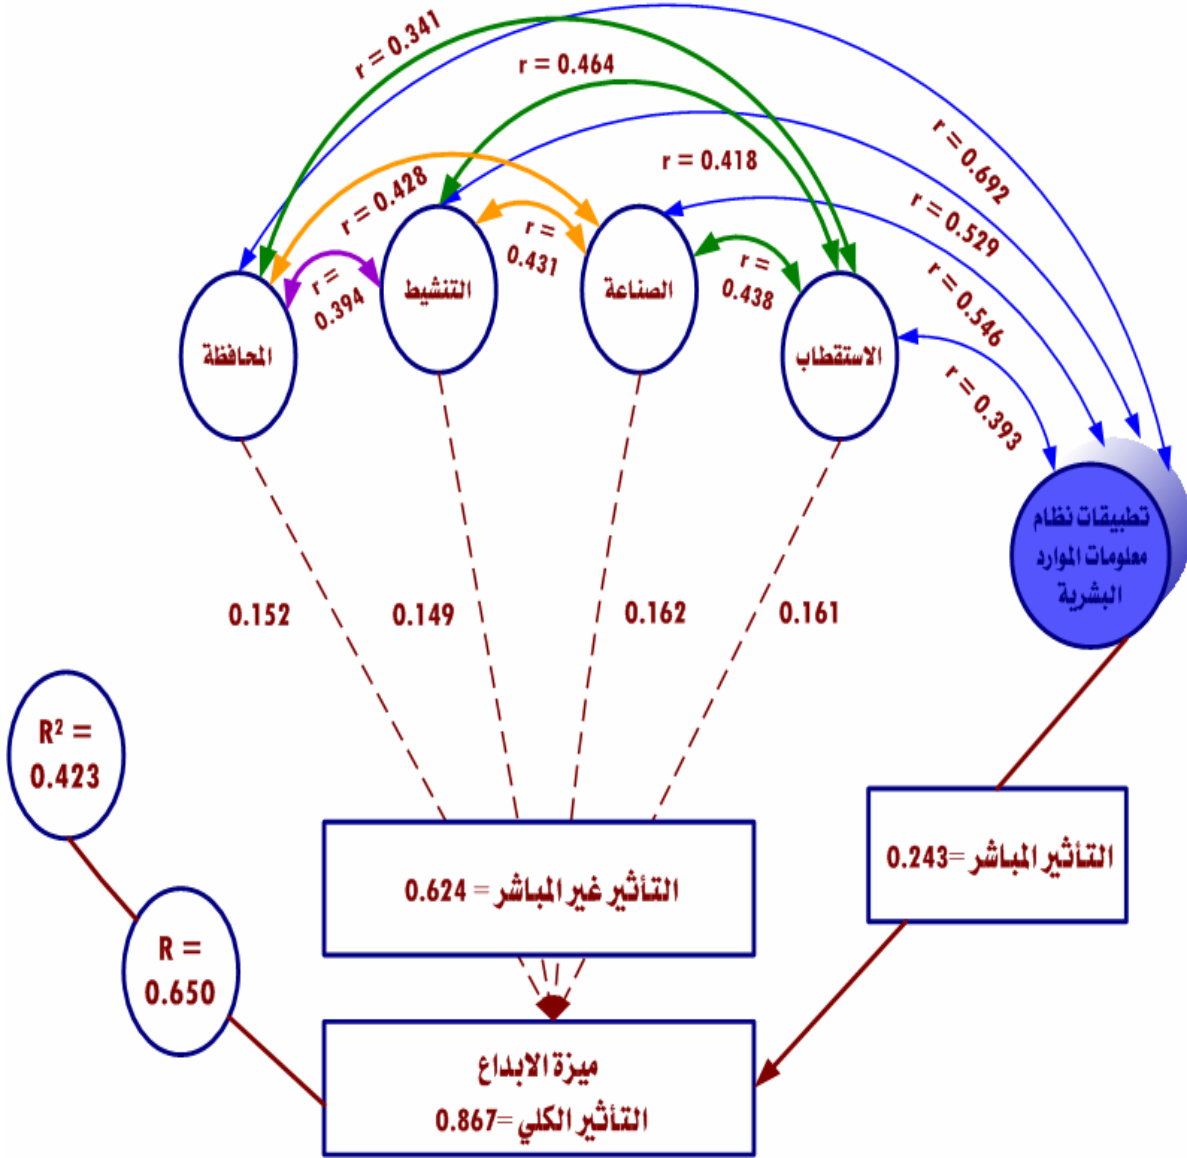 r = 0.341
r = 0.464
r = 0.692
r = 0.418
r = 0.428
r = 0.529
r =
0.431
r =
0.394
r =
0.438
r = 0.546
r = 0.393
الاستقطاب
الصناعة
التنشيط
المحافظة
تطبيقات نظام
معلومات الموارد
البشرية
0.152
0.149
0.162
0.161
R² =
0.423
التأثير المباشر =0.243
التأثير غير المباشر = 0.624
R =
0.650
ميزة الابداع
التأثير الكلي =0.867